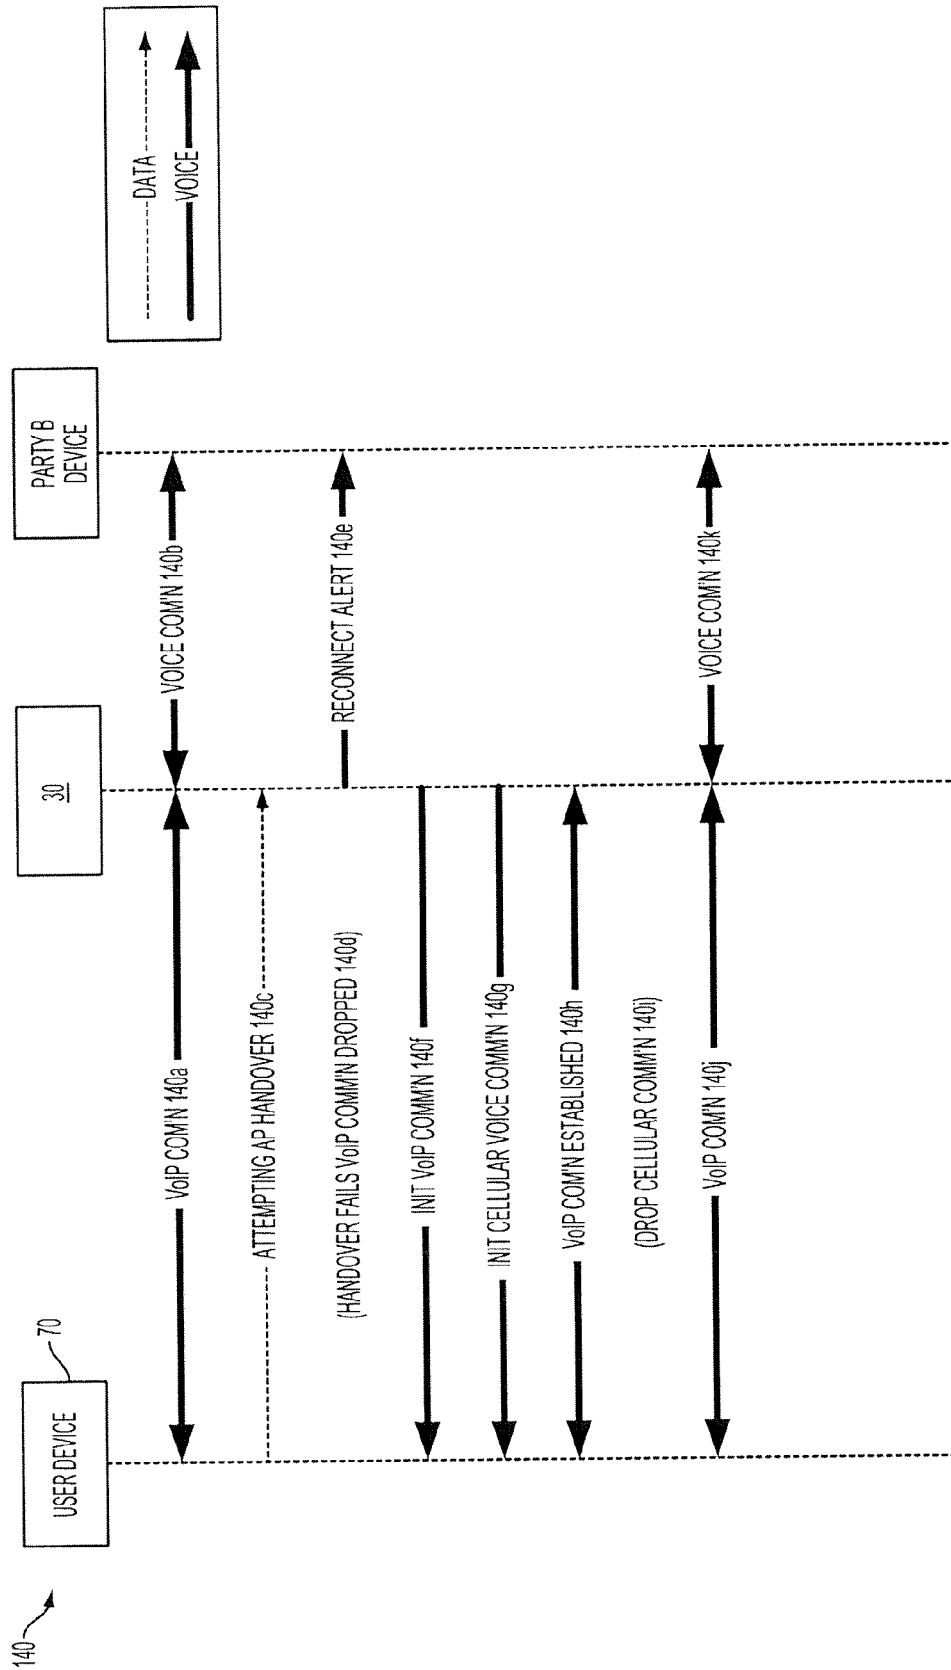 140
USER DEVICE
70
30
PARTY B
DEVICE
DATA
VOICE
VoIP COM'N 140a
VOICE COM'N 140b
ATTEMPTING AP HANDOVER 140c
(HANDOVER FAILS VoIP COMM'N DROPPED 140d)
RECONNECT ALERT 140e
INIT VoIP COMM'N 140f
INIT CELLULAR VOICE COMM'N 140g
VoIP COM'N ESTABLISHED 140h
(DROP CELLULAR COMM'N 140i)
VoIP COM'N 140j
VOICE COM'N 140k